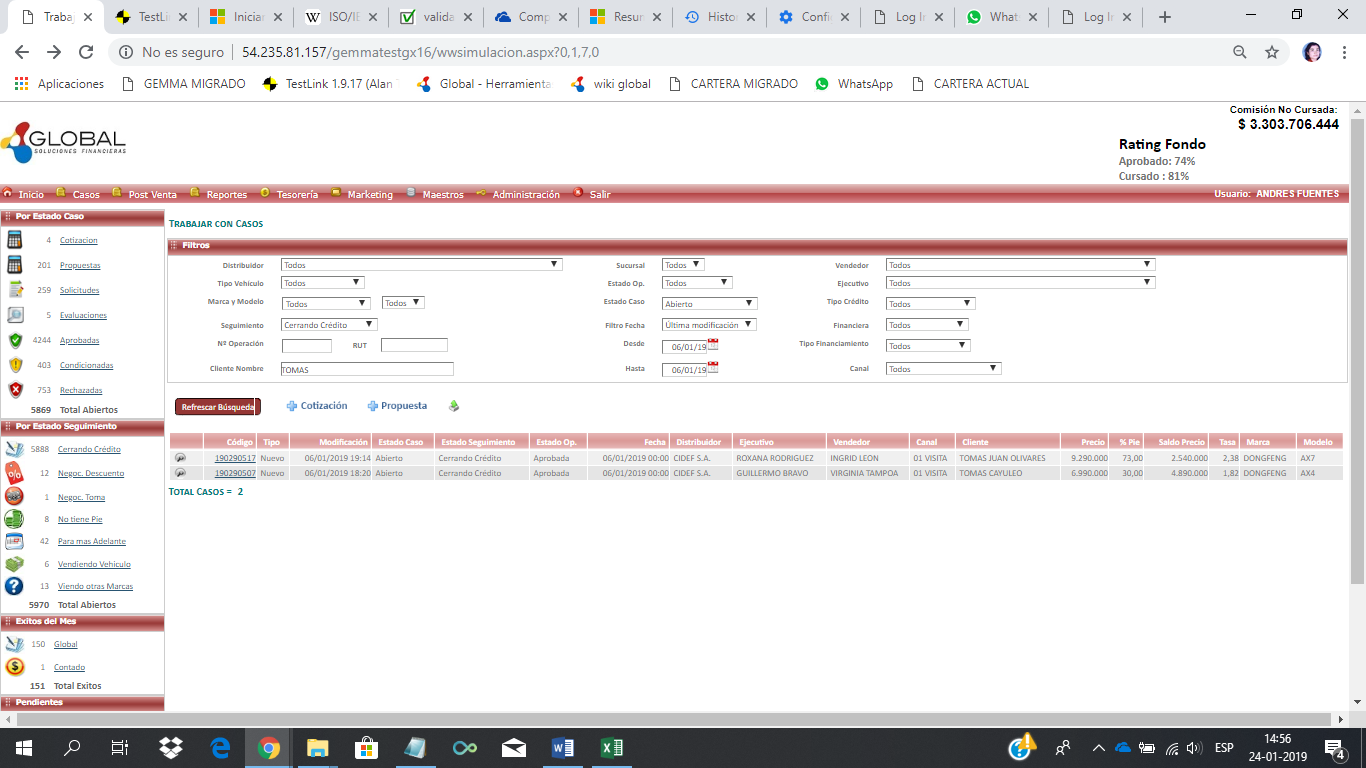 Trabaj
TestLin
Iniciar
ISO/IE
valida
Comp
Resum
Histor
Config
Log In
Whats
Log In
No es seguro | 54.235.81.157/gemmatestgx16/wwsimulacion.aspx?0,1,7,0
Aplicaciones GEMMA MIGRADO TestLink 1.9.17 (Alan Global - Herramienta: wiki global CARTERA MIGRADO WhatsApp CARTERA ACTUAL
Comisión No Cursada:
$ 3.303.706.444
GLOBAL
SOLUCIONES FINANCIERAS
Rating Fondo
Aprobado: 74%
Cursado : 81%
Inicio Casos Post Venta Reportes Tesorería Marketing Maestros Administración Salir Usuario: ANDRES FUENTES
Por Estado Caso
4 Cotizacion
201 Propuestas
259 Solicitudes
5 Evaluaciones
4244 Aprobadas
403 Condicionadas
753 Rechazadas
5869 Total Abiertos
Por Estado Seguimiento
5888 Cerrando Crédito
12 Negoc. Descuento
1 Negoc. Toma
8 No tiene Pie
42 Para mas Adelante
6 Vendiendo Vehiculo
13 Viendo otras Marcas
5970 Total Abiertos
Exitos del Mes
150 Global
1 Contado
151 Total Exitos
Pendientes
TRABAJAR CON CASOS
Filtros
Distribuidor Todos Sucursal Todos Vendedor Todos
Tipo Vehiculo Todos Estado Op. Todos Ejecutivo Todos
Marca y Modelo Todos Todos Estado Caso Abierto Tipo Crédito Todos
Seguimiento Cerrando Crédito Filtro Fecha Última modificación Financiera Todos
Nº Operación RUT Desde 06/01/19 Tipo Financiamiento Todos
Cliente Nombre TOMAS Hasta 06/01/19 Canal Todos
Refrescar Búsqueda Cotización Propuesta
Código Tipo Modificación Estado Caso Estado Seguimiento Estado Op. Fecha Distribuidor Ejecutivo Vendedor Canal Cliente Precio % Pie Saldo Precio Tasa Marca Modelo
190290517 Nuevo 06/01/2019 19:14 Abierto Cerrando Crédito Aprobada 06/01/2019 00:00 CIDEF S.A. ROXANA RODRIGUEZ INGRID LEON 01 VISITA TOMAS JUAN OLIVARES 9.290.000 73,00 2.540.000 2,38 DONGFENG AX7
190290507 Nuevo 06/01/2019 18:20 Abierto Cerrando Crédito Aprobada 06/01/2019 00:00 CIDEF S.A. GUILLERMO BRAVO VIRGINIA TAMPOA 01 VISITA TOMAS CAYULEO 6.990.000 30,00 4.890.000 1,82 DONGFENG AX4
TOTAL CASOS = 2
ESP
14:56
24-01-2019
4